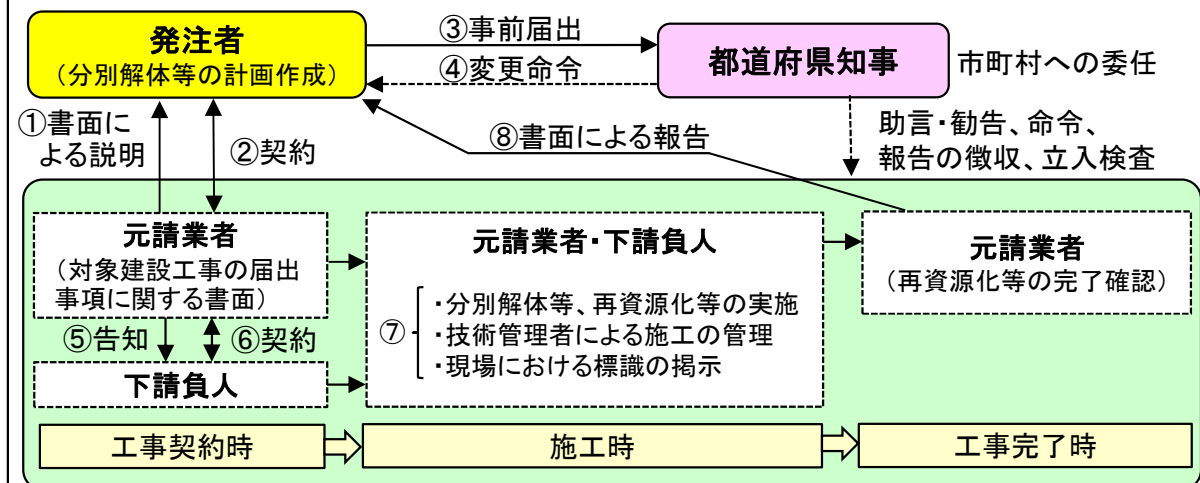 発注者
(分別解体等の計画作成)
③事前届出
④変更命令
都道府県知事
市町村への委任
①書面に
よる説明
②契約
⑧書面による報告
助言・勧告、命令、
報告の徴収、立入検査
元請業者
(対象建設工事の届出
事項に関する書面)
⑤告知
⑥契約
下請負人
元請業者・下請負人
⑦
・分別解体等、再資源化等の実施
・技術管理者による施工の管理
・現場における標識の掲示
元請業者
(再資源化等の完了確認)
工事契約時
施工時
工事完了時